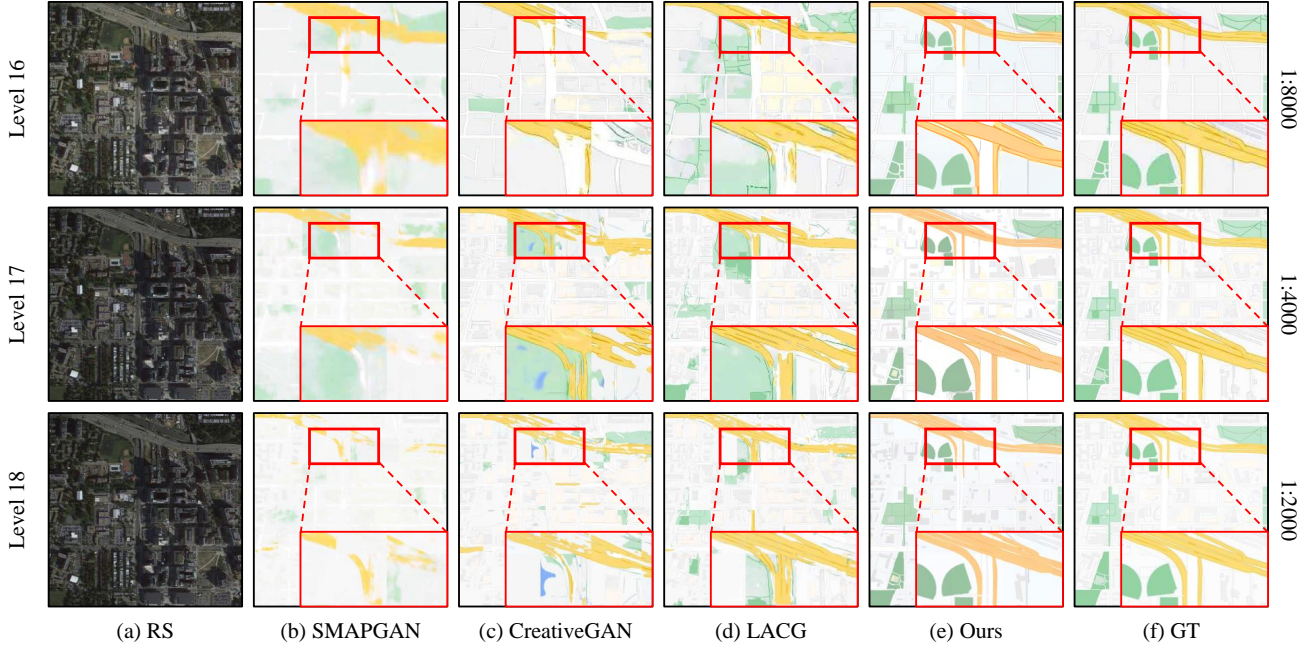 Level 16
1:8000
Level 17
1:4000
Level 18
1:2000
(a) RS
(b) SMAPGAN
(c) CreativeGAN
(d) LACG
(e) Ours
(f) GT